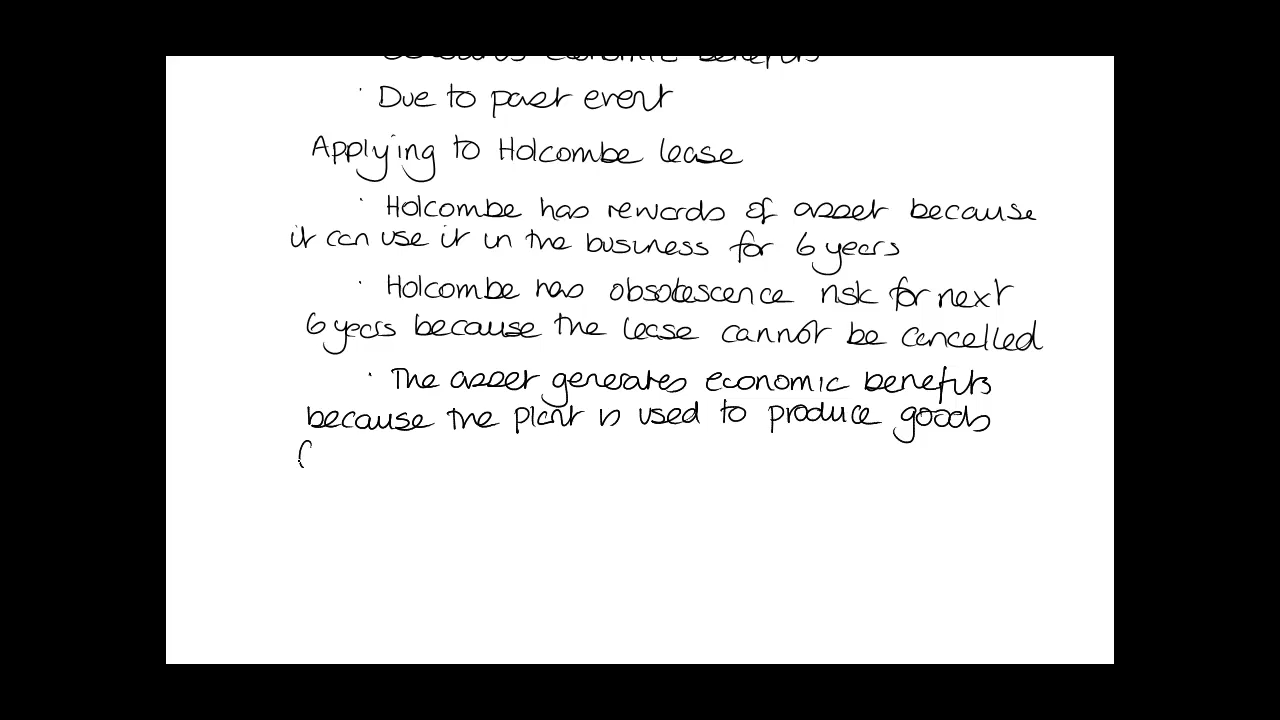 economic benefits
· Due to past event
Applying to Holcombe lease
· Holcombe has rewards of asset because
it can use it in the business for 6 years
· Holcombe has obsolescence risk for next
6 years because the lease cannot be cancelled
· The asset generates economic benefits
because the plant is used to produce goods
(